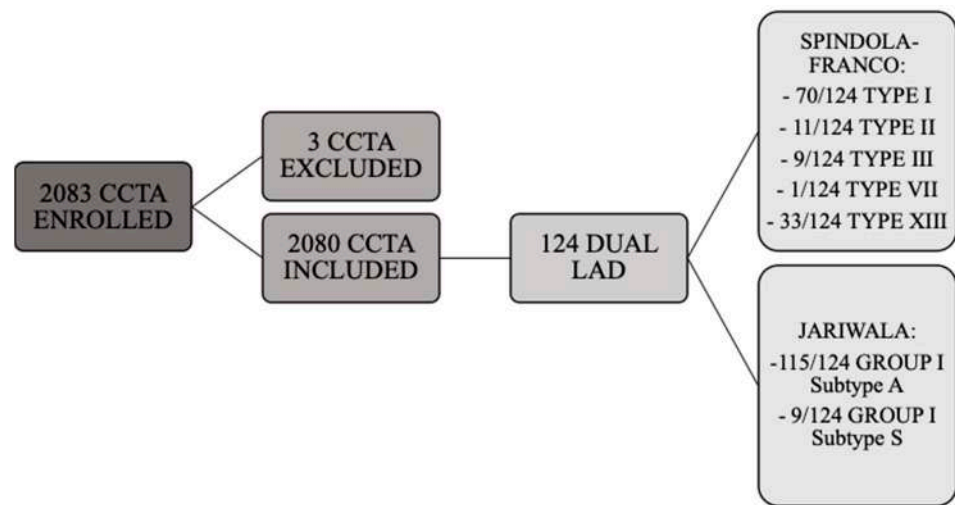 2083 CCTA
ENROLLED
3 CCTA
EXCLUDED
2080 CCTA
INCLUDED
124 DUAL
LAD
SPINDOLA-
FRANCO:
- 70/124 TYPE I
- 11/124 TYPE II
- 9/124 TYPE III
- 1/124 TYPE VII
- 33/124 TYPE XIII
JARIWALA:
-115/124 GROUP I
Subtype A
- 9/124 GROUP I
Subtype S